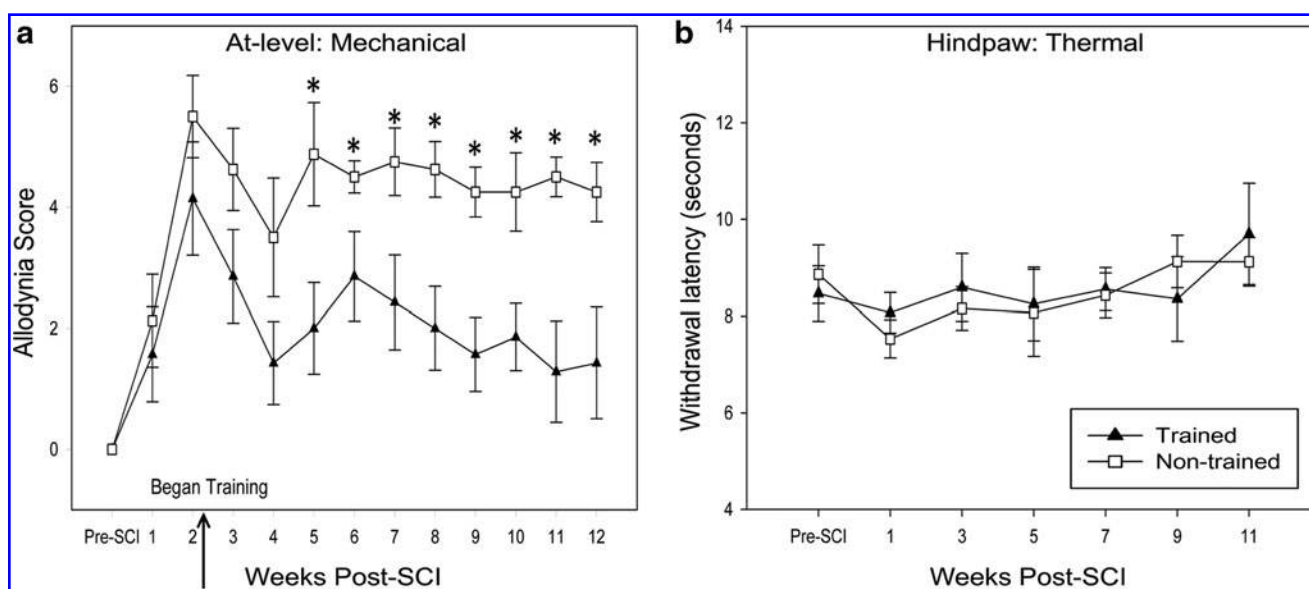 a
At-level: Mechanical
Allodynia Score
6
4
2
0
* * * * * * * *
Began Training
Pre-SCI 1 2 3 4 5 6 7 8 9 10 11 12
Weeks Post-SCI
b
Hindpaw: Thermal
Withdrawal latency (seconds)
14
12
10
8
6
4
Trained
Non-trained
Pre-SCI 1 3 5 7 9 11
Weeks Post-SCI